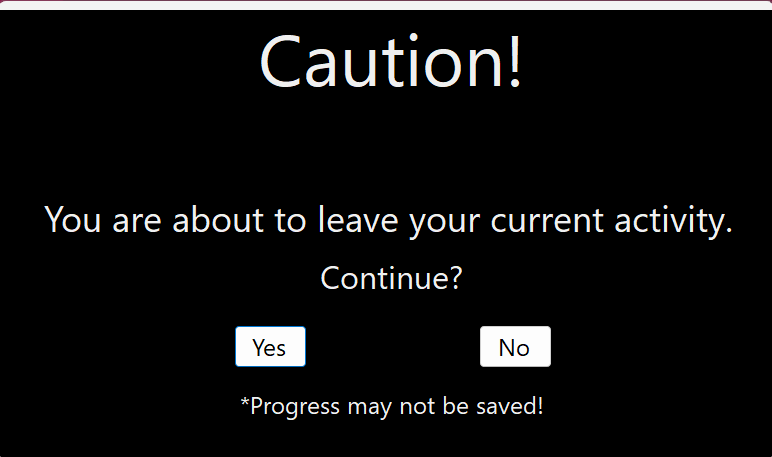 Caution!
You are about to leave your current activity.
Continue?
Yes No
*Progress may not be saved!